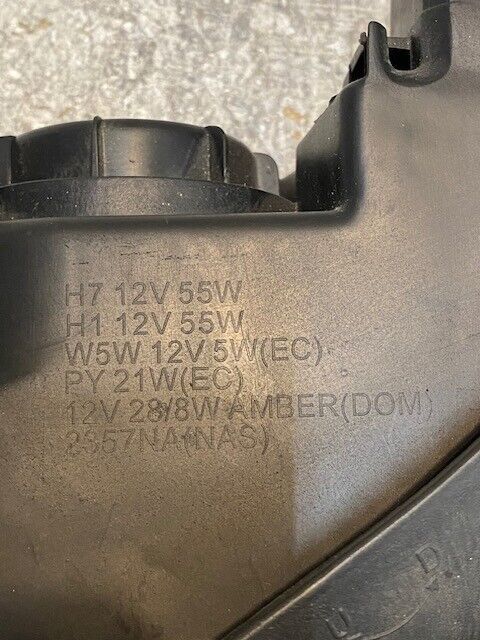 H7 12V 55W
H1 12V 55W
W5W 12V 5W(EC)
PY 21W(EC)
12V 28/8W AMBER(DOM)
2357NA(NAS)